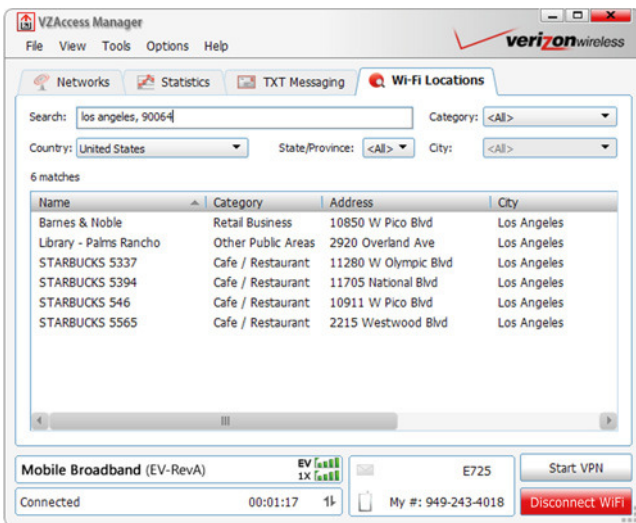 VZAccess Manager
File View Tools Options Help
verizonwireless
Networks Statistics TXT Messaging Wi-Fi Locations
Search: los angeles, 90064 Category: <All>
Country: United States State/Province: <All> City: <All>
6 matches
Name Category Address City
Barnes & Noble Retail Business 10850 W Pico Blvd Los Angeles
Library - Palms Rancho Other Public Areas 2920 Overland Ave Los Angeles
STARBUCKS 5337 Cafe / Restaurant 11280 W Olympic Blvd Los Angeles
STARBUCKS 5394 Cafe / Restaurant 11705 National Blvd Los Angeles
STARBUCKS 546 Cafe / Restaurant 10911 W Pico Blvd Los Angeles
STARBUCKS 5565 Cafe / Restaurant 2215 Westwood Blvd Los Angeles
Mobile Broadband (EV-RevA) EV 1X E725 Start VPN
Connected 00:01:17 My #: 949-243-4018 Disconnect WiFi